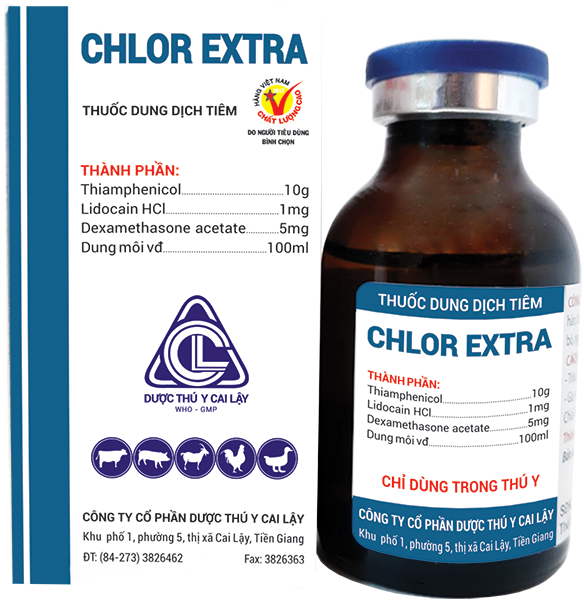 CHLOR EXTRA
THUỐC DUNG DỊCH TIÊM
HÀNG VIỆT NAM
CHẤT LƯỢNG CAO
DO NGƯỜI TIÊU DÙNG
BÌNH CHỌN
THÀNH PHẦN:
Thiamphenicol..........10g
Lidocain HCl..........1mg
Dexamethasone acetate..........5mg
Dung môi vđ..........100ml
CL
DƯỢC THÚ Y CAI LẬY
WHO - GMP
CÔNG TY CỔ PHẦN DƯỢC THÚ Y CAI LẬY
Khu phố 1, phường 5, thị xã Cai Lậy, Tiền Giang
ĐT: (84-273) 3826462 Fax: 3826363
THUỐC DUNG DỊCH TIÊM
CHLOR EXTRA
THÀNH PHẦN:
Thiamphenicol..........10g
Lidocain HCl..........1mg
Dexamethasone acetate..........5mg
Dung môi vđ..........100ml
CHỈ DÙNG TRONG THÚ Y
CÔNG TY CỔ PHẦN DƯỢC THÚ Y CAI LẬY
Khu phố 1, phường 5, thị xã Cai Lậy, Tiền Giang